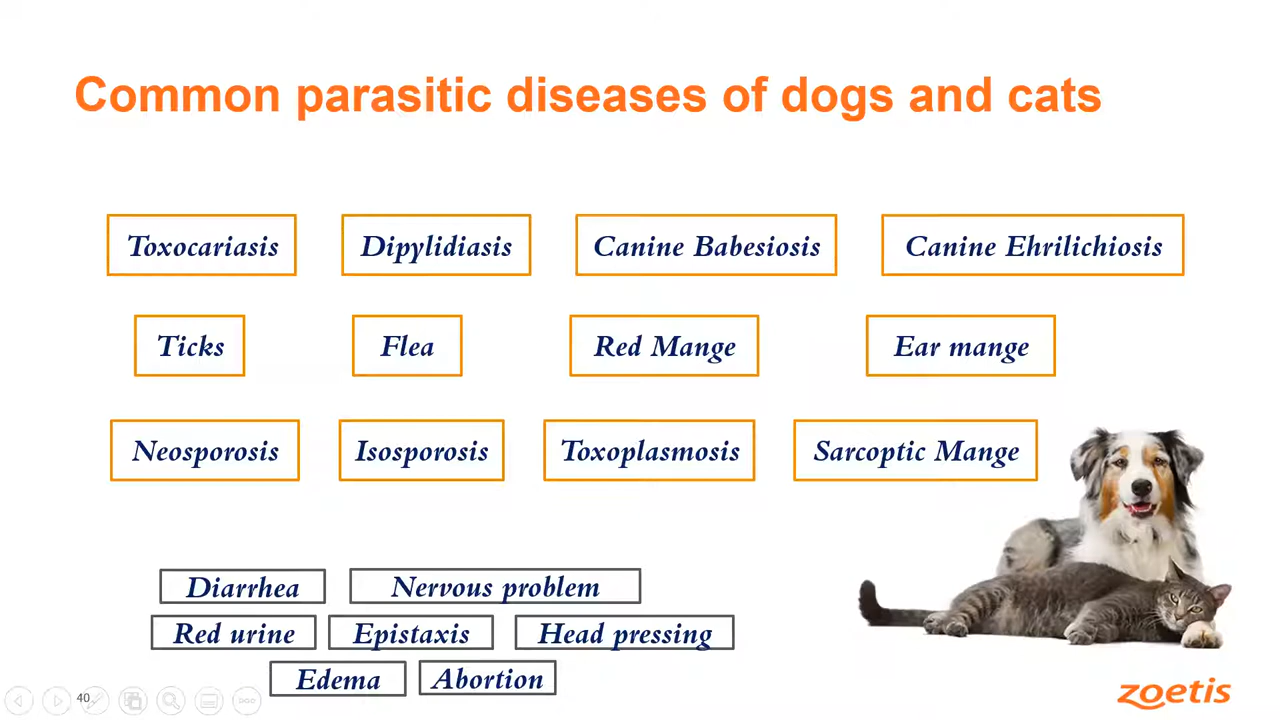 Common parasitic diseases of dogs and cats
Toxocariasis Dipylidiasis Canine Babesiosis Canine Ehrilichiosis
Ticks Flea Red Mange Ear mange
Neosporosis Isosporosis Toxoplasmosis Sarcoptic Mange
Diarrhea Nervous problem
Red urine Epistaxis Head pressing
Edema Abortion
40
zoetis